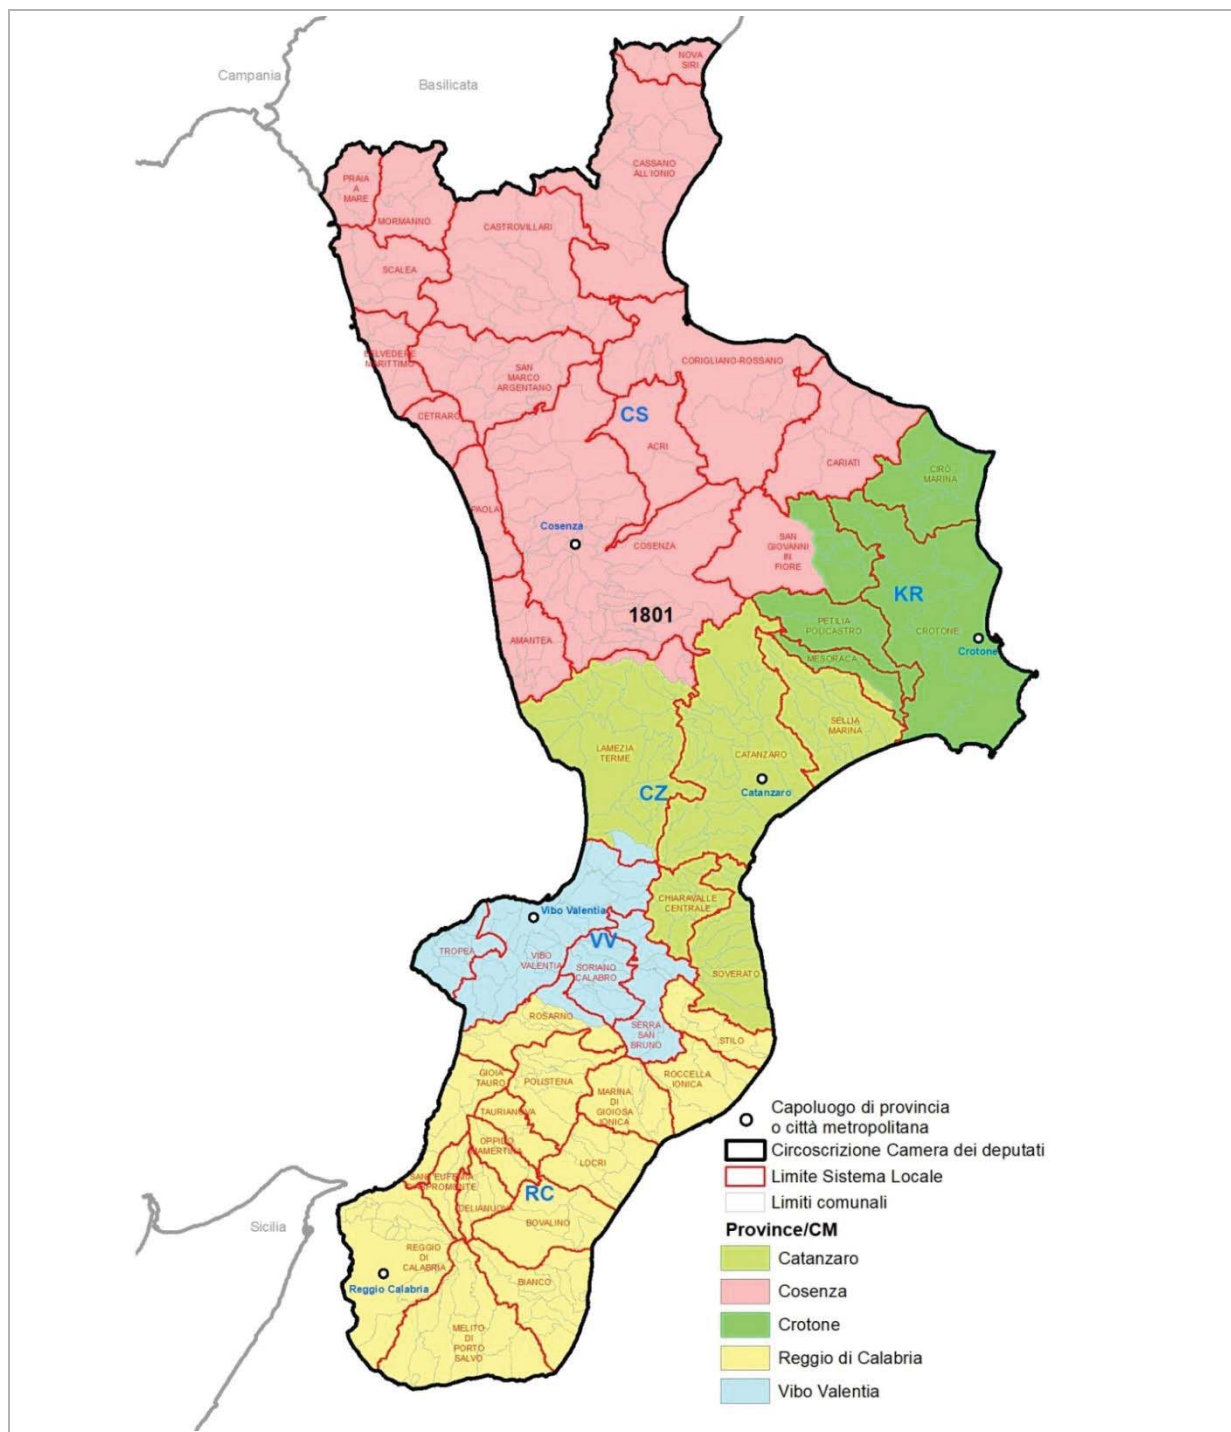 NOVA
SIRI
Campania
Basilicata
CASSANO
ALL'IONIO
PRAIA
A
MARE
MORMANNO
CASTROVILLARI
SCALEA
BELVEDERE
MARITTIMO
SAN
MARCO
ARGENTANO
CORIGLIANO-ROSSANO
CETRARO
CS
ACRI
CARIATI
CIRÒ
MARINA
PAOLA
Cosenza
COSENZA
SAN
GIOVANNI
IN
FIORE
KR
1801
AMANTEA
PETILIA
POLICASTRO
CROTONE
Crotone
MESORACA
SELLIA
MARINA
LAMEZIA
TERME
CATANZARO
CZ
Catanzaro
CHIARAVALLE
CENTRALE
Vibo Valentia
VV
TROPEA
VIBO
VALENTIA
SORIANO
CALABRO
SOVERATO
ROSARNO
SERRA
SAN
BRUNO
STILO
GIOIA
TAURO
POLISTENA
ROCCELLA
IONICA
MARINA
DI
GIOIOSA
IONICA
TAURIANOVA
OPPIDO
MAMERTINA
LOCRI
SANT'EUFEMIA
D'ASPROMONTE
DELIANUOVA
RC
BOVALINO
Sicilia
REGGIO
DI
CALABRIA
Reggio Calabria
BIANCO
MELITO
DI
PORTO
SALVO
Capoluogo di provincia
o città metropolitana
Circoscrizione Camera dei deputati
Limite Sistema Locale
Limiti comunali
Province/CM
Catanzaro
Cosenza
Crotone
Reggio di Calabria
Vibo Valentia